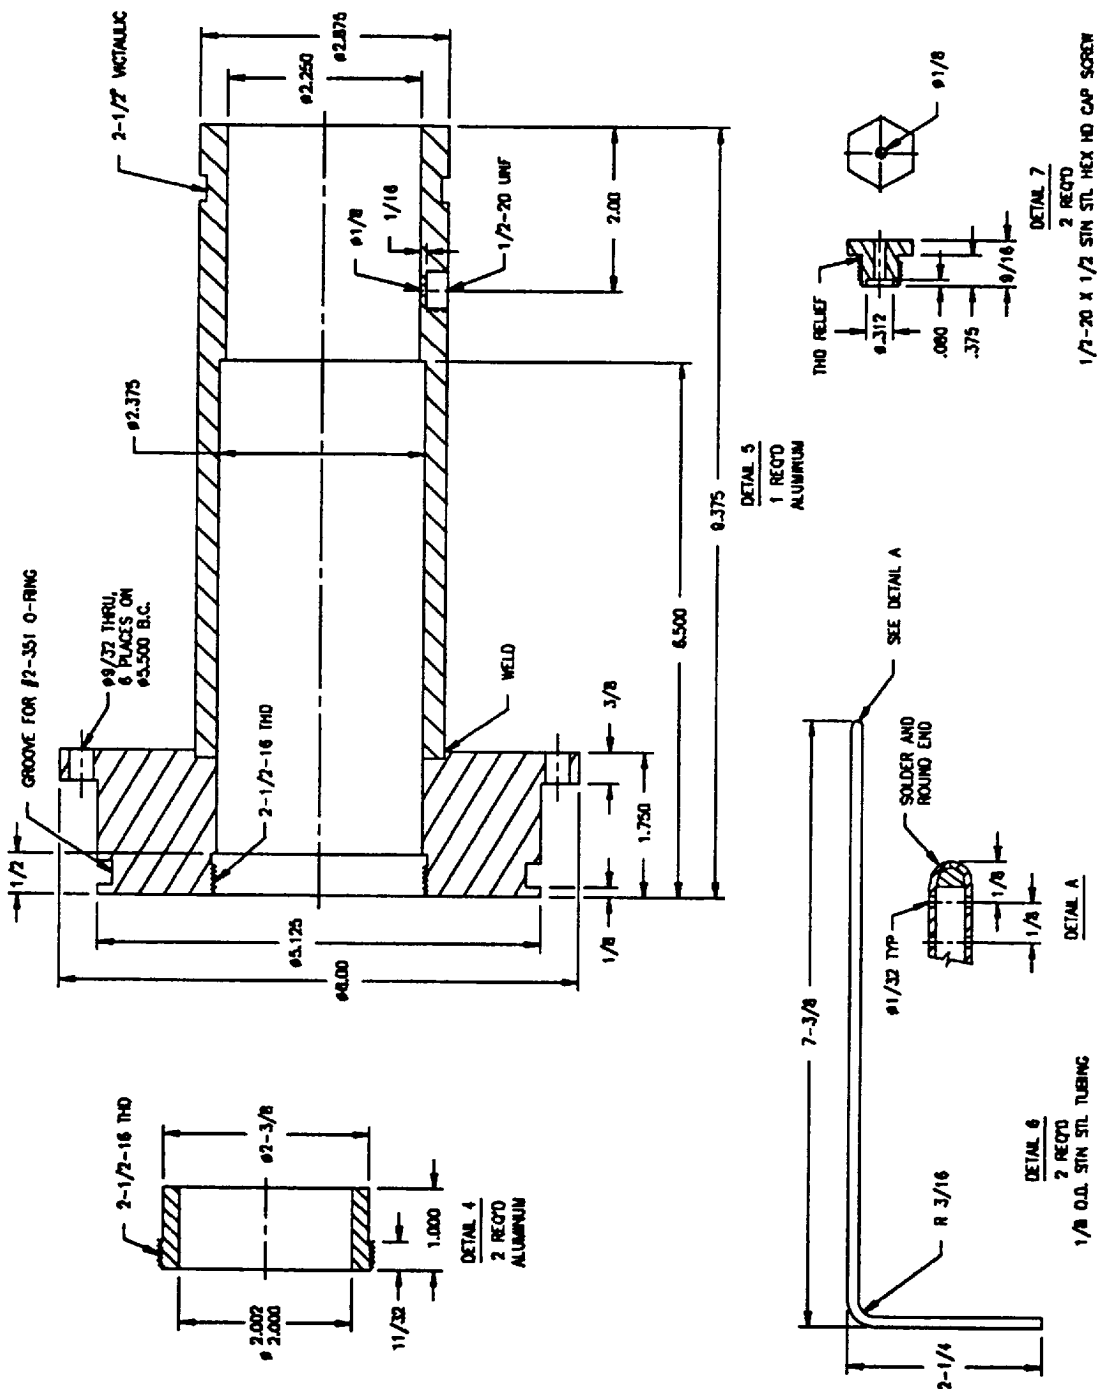 GROOVE FOR #2-351 O-RING
ø9/32 THRU,
6 PLACES ON
ø5.500 B.C.
ø2.375
2-1/2" VICTAULIC
ø2.875
ø2.250
ø1/8
1/16
1/2-20 UNF
2.00
1/2
2-1/2-16 THD
WELD
3/8
1.750
1/8
ø5.125
ø6.00
6.500
9.375
DETAIL 5
1 REQ'D
ALUMINUM
2-1/2-16 THD
ø2-3/8
1.000
11/32
ø 2.002
2.000
DETAIL 4
2 REQ'D
ALUMINUM
7-3/8
SEE DETAIL A
SOLDER AND
ROUND END
ø1/32 TYP
1/8
1/8
DETAIL A
R 3/16
2-1/4
DETAIL 6
2 REQ'D
1/8 O.D. STN STL TUBING
THD RELIEF
ø.312
.080
.375
9/16
ø1/8
DETAIL 7
2 REQ'D
1/2-20 X 1/2 STN STL HEX HD CAP SCREW